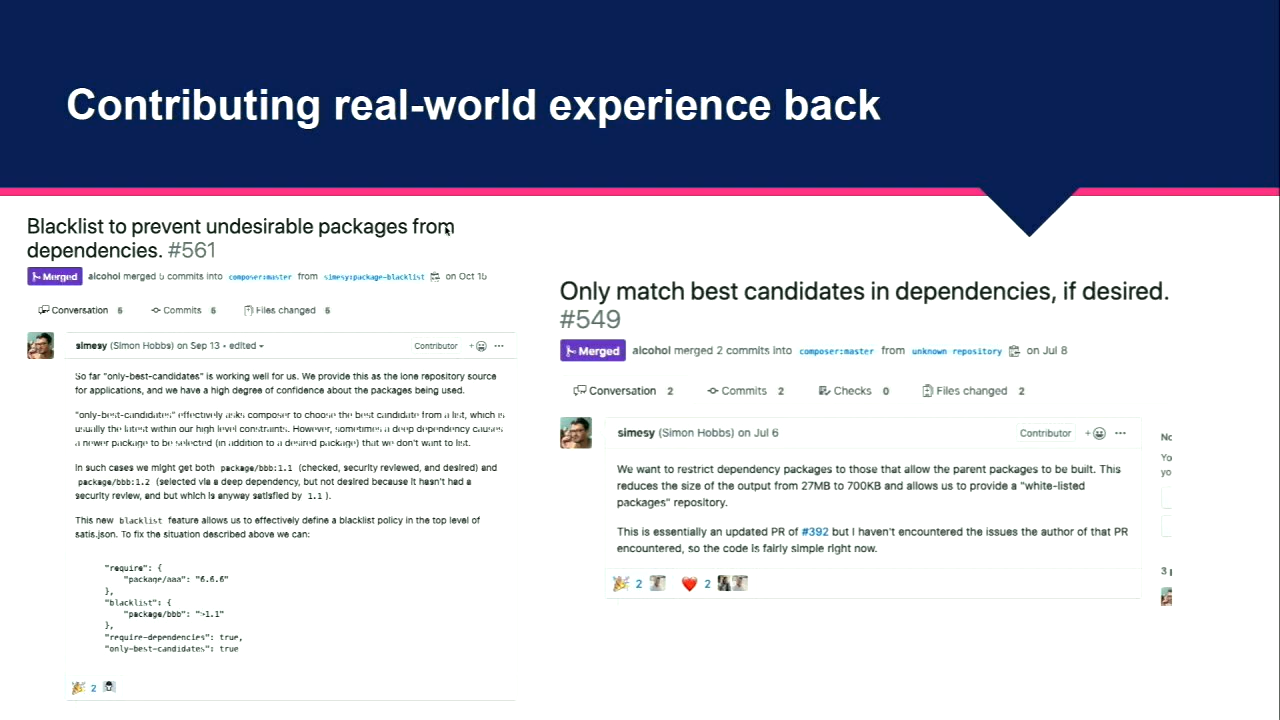 Contributing real-world experience back
Blacklist to prevent undesirable packages from
dependencies. #561
Merged alcohol merged 5 commits into composer:master from simesy:package-blacklist on Oct 15
Conversation 5 Commits 5 Files changed 5
simesy (Simon Hobbs) on Sep 13 • edited Contributor
So far "only-best-candidates" is working well for us. We provide this as the lone repository source
for applications, and we have a high degree of confidence about the packages being used.
"only-best-candidates" effectively asks composer to choose the best candidate from a list, which is
usually the latest within our high level constraints. However, sometimes a deep dependency causes
a newer package to be selected (in addition to a desired package) that we don't want to list.
In such cases we might get both package/bbb:1.1 (checked, security reviewed, and desired) and
package/bbb:1.2 (selected via a deep dependency, but not desired because it hasn't had a
security review, and but which is anyway satisfied by 1.1 ).
This new blacklist feature allows us to effectively define a blacklist policy in the top level of
satis.json. To fix the situation described above we can:
"require": {
"package/aaa": "6.6.6"
},
"blacklist": {
"package/bbb": ">1.1"
},
"require-dependencies": true,
"only-best-candidates": true
2
Only match best candidates in dependencies, if desired.
#549
Merged alcohol merged 2 commits into composer:master from unknown repository on Jul 8
Conversation 2 Commits 2 Checks 0 Files changed 2
simesy (Simon Hobbs) on Jul 6 Contributor
We want to restrict dependency packages to those that allow the parent packages to be built. This
reduces the size of the output from 27MB to 700KB and allows us to provide a "white-listed
packages" repository.
This is essentially an updated PR of #392 but I haven't encountered the issues the author of that PR
encountered, so the code is fairly simple right now.
2 2
No
Yo
yo
3